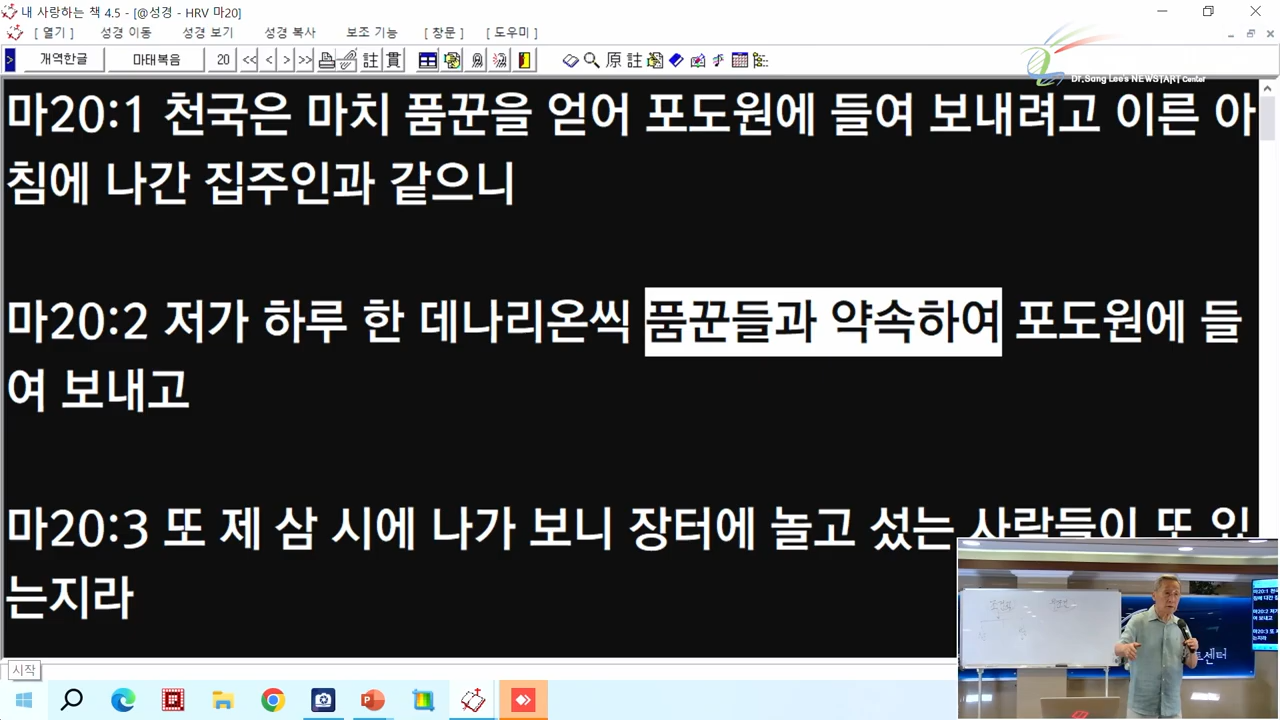 내 사랑하는 책 4.5 - [@성경 - HRV 마20]
[ 열기 ] 성경 이동 성경 보기 성경 복사 보조 기능 [ 창문 ] [ 도우미 ]
개역한글 마태복음 20 << < > >> 註 貫 原 註
Dr.Sang Lee's NEWSTART Center
마20:1 천국은 마치 품꾼을 얻어 포도원에 들여 보내려고 이른 아
침에 나간 집주인과 같으니
마20:2 저가 하루 한 데나리온씩 품꾼들과 약속하여 포도원에 들
여 보내고
마20:3 또 제 삼 시에 나가 보니 장터에 놀고 섰는 사람들이 또 있
는지라
시작
트센터